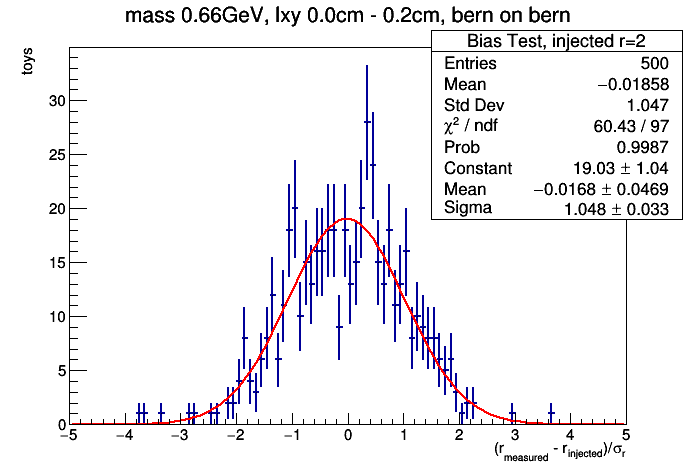 mass 0.66GeV, lxy 0.0cm - 0.2cm, bern on bern
Bias Test, injected r=2
Entries 500
Mean −0.01858
Std Dev 1.047
χ² / ndf 60.43 / 97
Prob 0.9987
Constant 19.03 ± 1.04
Mean −0.0168 ± 0.0469
Sigma 1.048 ± 0.033
toys
30
25
20
15
10
5
0
−5 −4 −3 −2 −1 0 1 2 3 4 5
(r_measured - r_injected)/σ_r